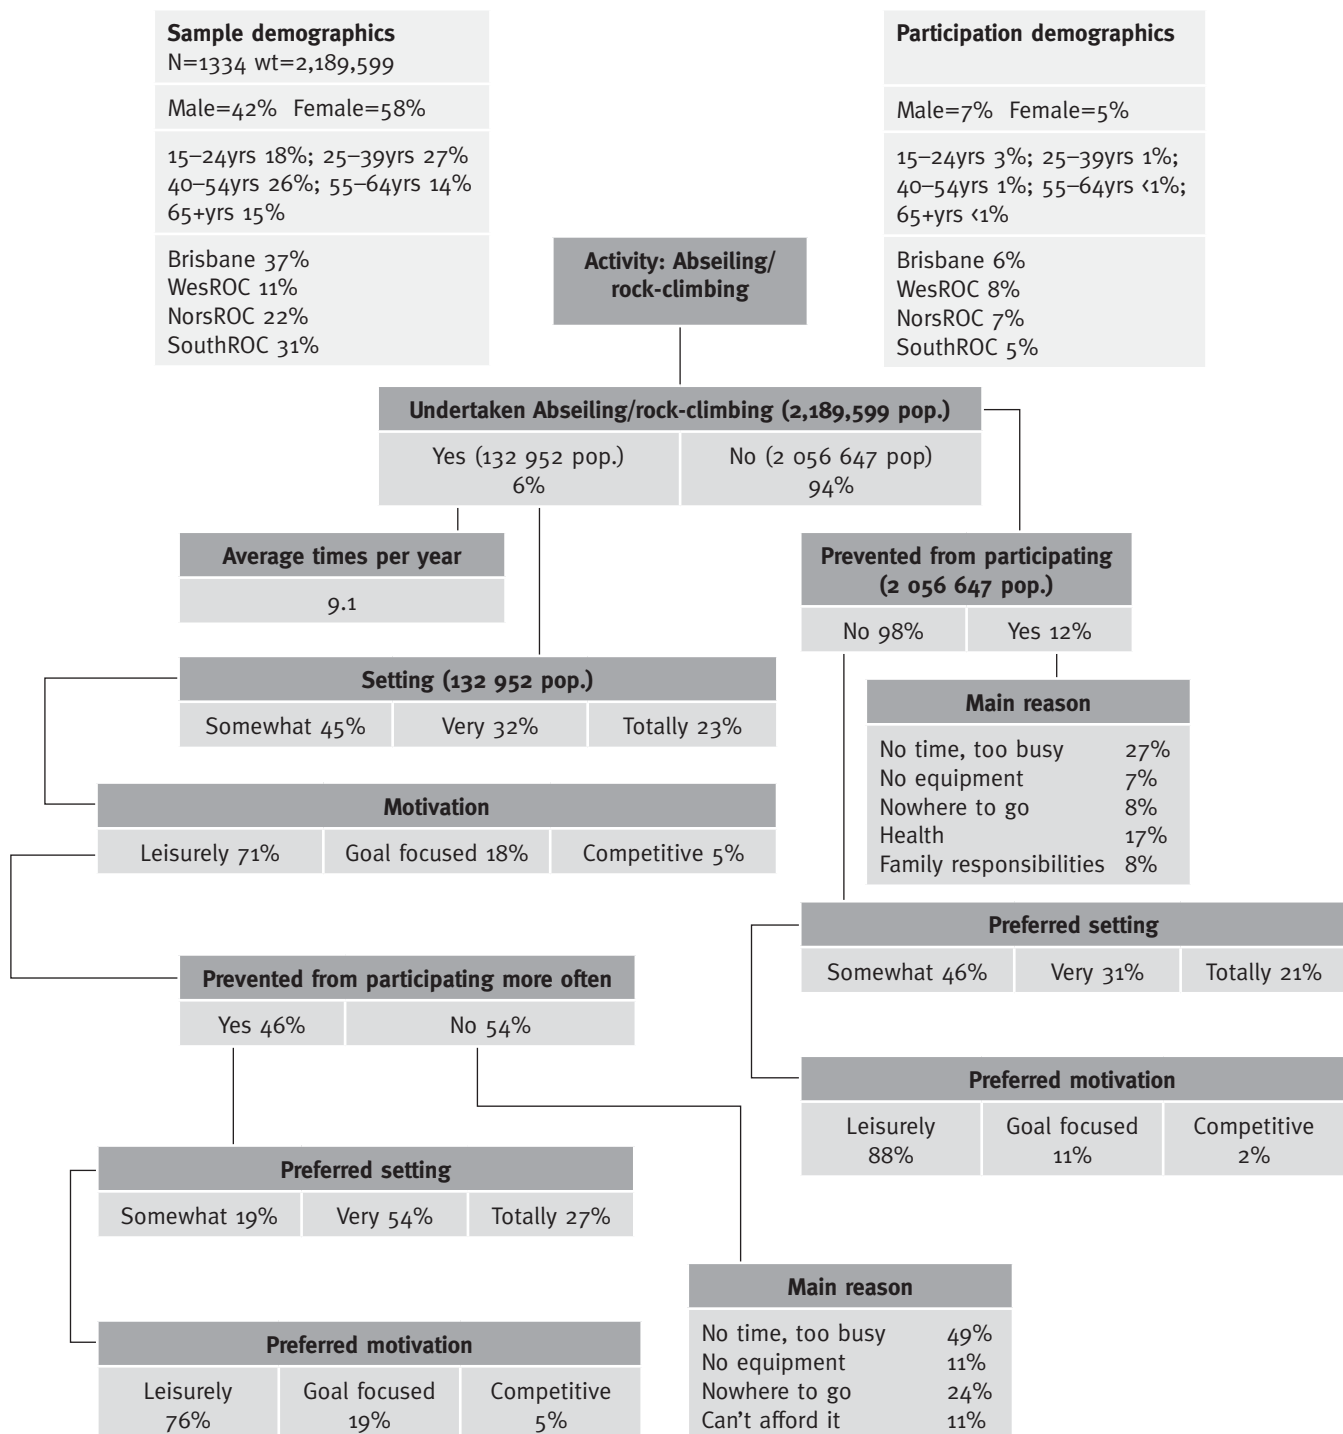 Sample demographics
N=1334 wt=2,189,599
Male=42% Female=58%
15–24yrs 18%; 25–39yrs 27%
40–54yrs 26%; 55–64yrs 14%
65+yrs 15%
Brisbane 37%
WesROC 11%
NorsROC 22%
SouthROC 31%
Participation demographics
Male=7% Female=5%
15–24yrs 3%; 25–39yrs 1%;
40–54yrs 1%; 55–64yrs <1%;
65+yr <1%
Brisbane 6%
WesROC 8%
NorsROC 7%
SouthROC 5%
Activity: Abseiling/
rock-climbing
Undertaken Abseiling/rock-climbing (2,189,599 pop.)
Yes (132 952 pop.)
6%
No (2 056 647 pop)
94%
Average times per year
9.1
Prevented from participating
(2 056 647 pop.)
No 98%
Yes 12%
Setting (132 952 pop.)
Somewhat 45%
Very 32%
Totally 23%
Main reason
No time, too busy 27%
No equipment 7%
Nowhere to go 8%
Health 17%
Family responsibilities 8%
Motivation
Leisurely 71%
Goal focused 18%
Competitive 5%
Preferred setting
Somewhat 46%
Very 31%
Totally 21%
Prevented from participating more often
Yes 46%
No 54%
Preferred motivation
Leisurely
88%
Goal focused
11%
Competitive
2%
Preferred setting
Somewhat 19%
Very 54%
Totally 27%
Main reason
No time, too busy 49%
No equipment 11%
Nowhere to go 24%
Can't afford it 11%
Preferred motivation
Leisurely
76%
Goal focused
19%
Competitive
5%